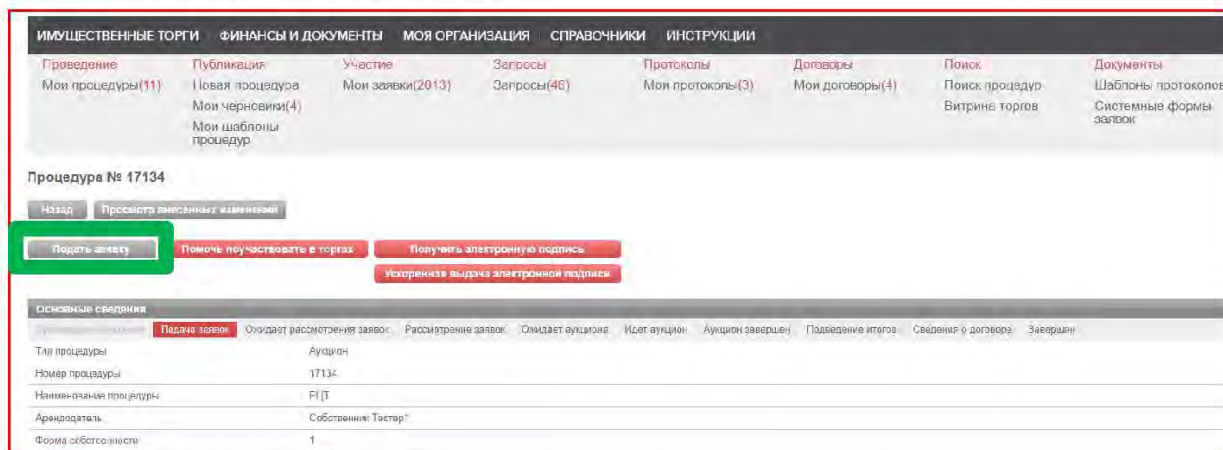 ИМУЩЕСТВЕННЫЕ ТОРГИ ФИНАНСЫ И ДОКУМЕНТЫ МОЯ ОРГАНИЗАЦИЯ СПРАВОЧНИКИ ИНСТРУКЦИИ
Проведение Публикация Участие Запросы Протоколы Договоры Поиск Документы
Мои процедуры(11) Новая процедура Мои заявки(2013) Запросы(46) Мои протоколы(3) Мои договоры(4) Поиск процедур Шаблоны протоколов
Мои черновики(4) Витрина торгов Системные формы заявок
Мои шаблоны процедур
Процедура № 17134
Назад Просмотр внесенных изменений
Подать заявку Помочь поучаствовать в торгах Получить электронную подпись
Ускоренная выдача электронной подписи
Основные сведения
Подача заявок Ожидает рассмотрения заявок Рассмотрение заявок Ожидает аукциона Идет аукцион Аукцион завершен Подведение итогов Сведения о договоре Завершен
Тип процедуры Аукцион
Номер процедуры 17134
Наименование процедуры
Арендодатель Собственник Тестер1
Форма собственности 1